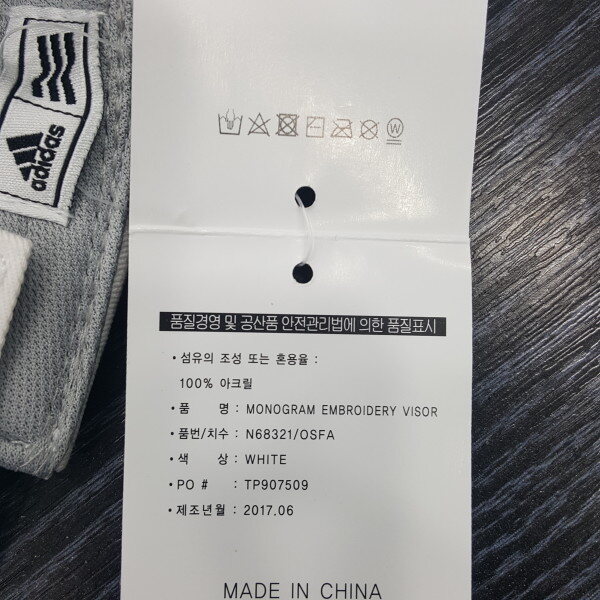 adidas
W
품질경영 및 공산품 안전관리법에 의한 품질표시
• 섬유의 조성 또는 혼용율 :
100% 아크릴
• 품 명 : MONOGRAM EMBROIDERY VISOR
• 품번/치수 : N68321/OSFA
• 색 상 : WHITE
• PO # : TP907509
• 제조년월 : 2017.06
MADE IN CHINA